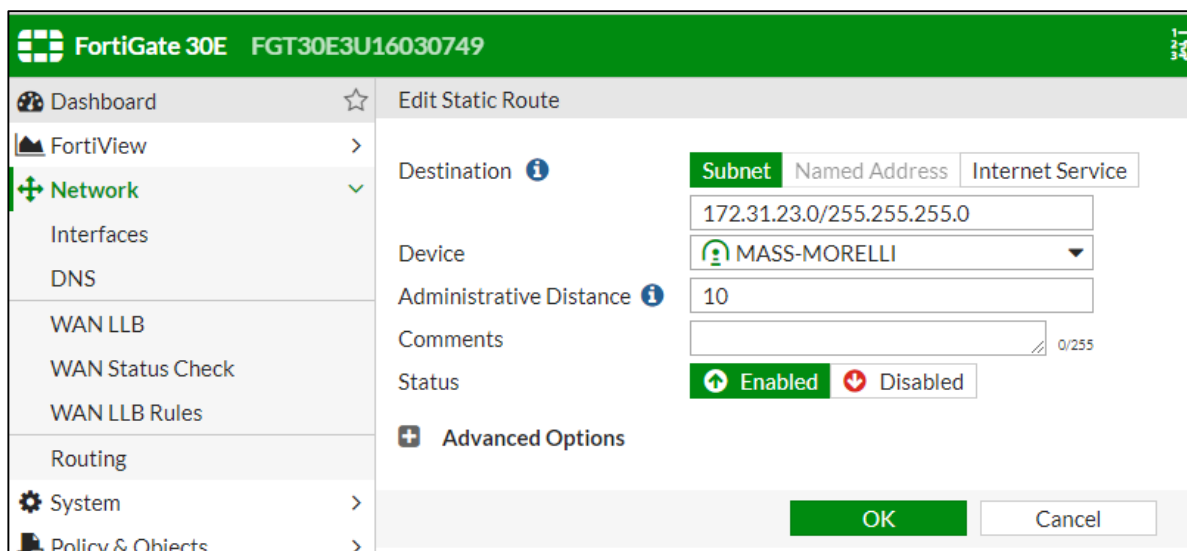 FortiGate 30E FGT30E3U16030749
Dashboard
FortiView
Network
Interfaces
DNS
WAN LLB
WAN Status Check
WAN LLB Rules
Routing
System
Policy & Objects
Edit Static Route
Destination Subnet Named Address Internet Service
172.31.23.0/255.255.255.0
Device MASS-MORELLI
Administrative Distance 10
Comments 0/255
Status Enabled Disabled
Advanced Options
OK Cancel